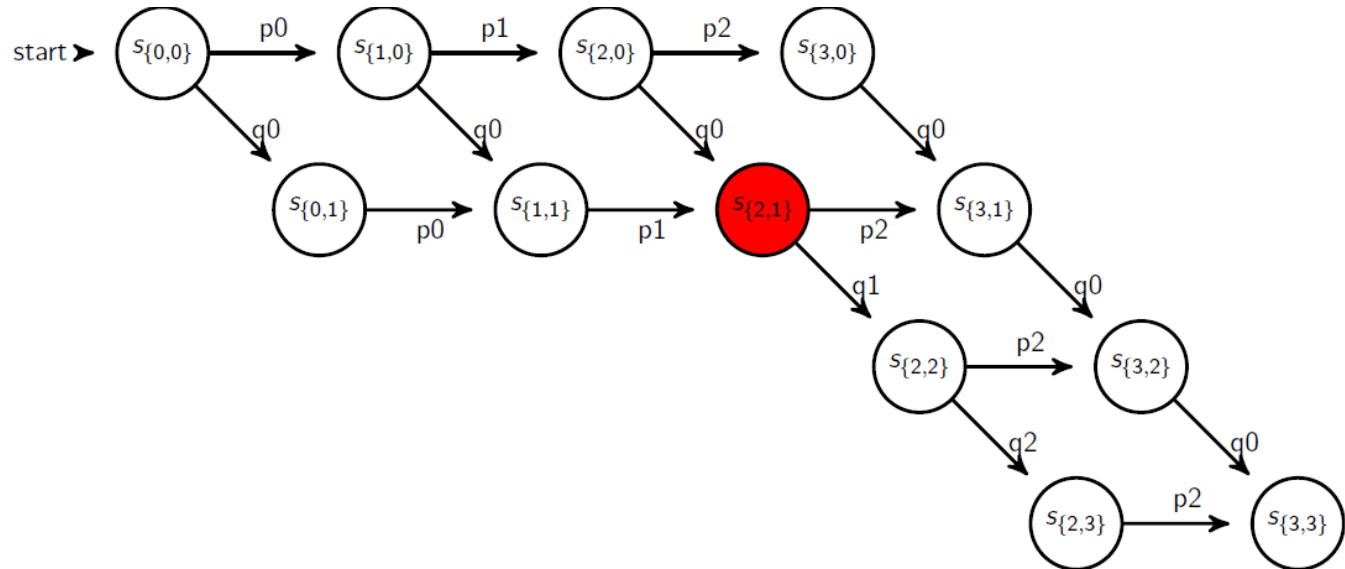 p0 p1 p2
start S{0,0} S{1,0} S{2,0} S{3,0}
q0 q0 q0 q0
S{0,1} S{1,1} S{2,1} S{3,1}
p0 p1 p2
q1 q0
p2
S{2,2} S{3,2}
q2 q0
p2
S{2,3} S{3,3}